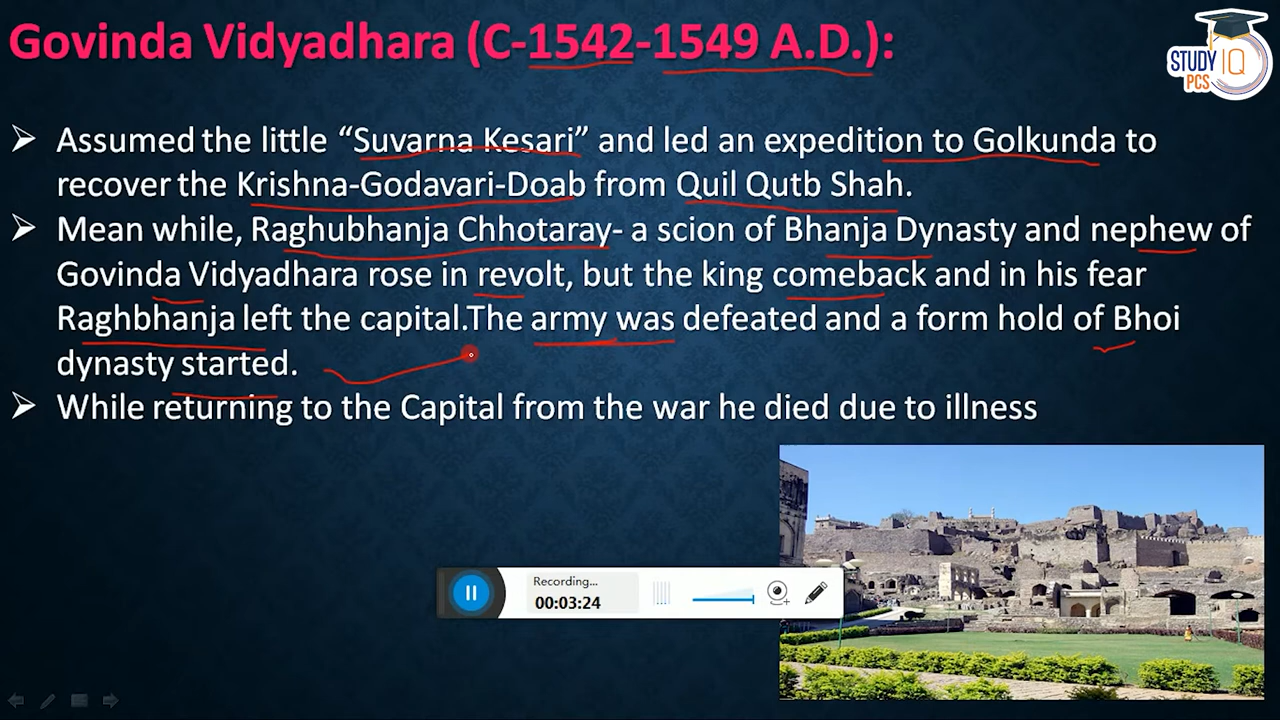 Govinda Vidyadhara (C-1542-1549 A.D.):
STUDY IQ
PCS
➢ Assumed the little “Suvarna Kesari” and led an expedition to Golkunda to
recover the Krishna-Godavari-Doab from Quil Qutb Shah.
➢ Mean while, Raghubhanja Chhotaray- a scion of Bhanja Dynasty and nephew of
Govinda Vidyadhara rose in revolt, but the king comeback and in his fear
Raghbhanja left the capital.The army was defeated and a form hold of Bhoi
dynasty started.
➢ While returning to the Capital from the war he died due to illness
Recording...
00:03:24